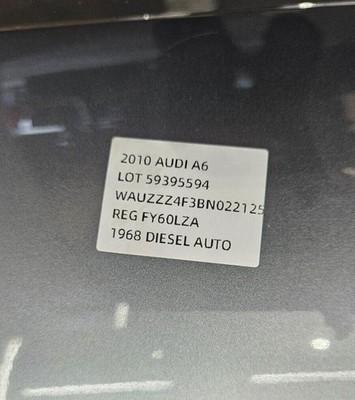 2010 AUDI A6
LOT 59395594
WAUZZZ4F3BN022125
REG FY60LZA
1968 DIESEL AUTO